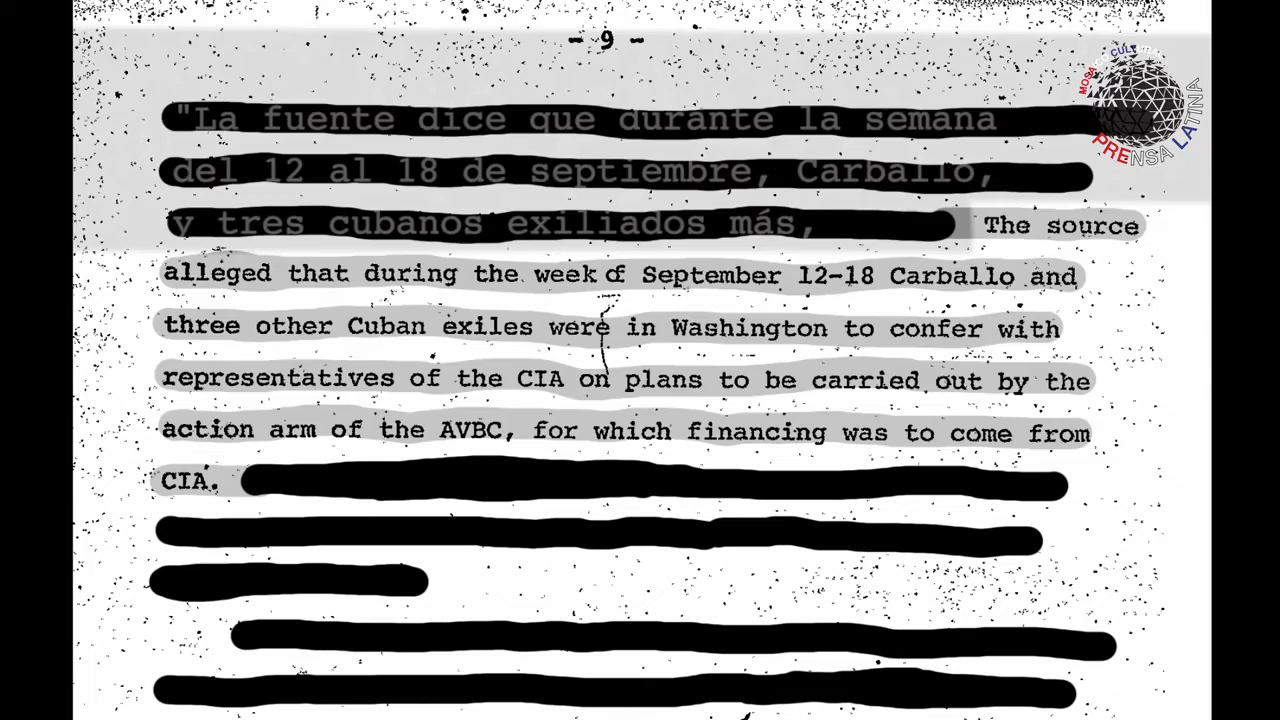 - 9 -
"La fuente dice que durante la semana
del 12 al 18 de septiembre, Carballo,
y tres cubanos exiliados más,
The source
alleged that during the week of September 12-18 Carballo and
three other Cuban exiles were in Washington to confer with
representatives of the CIA on plans to be carried out by the
action arm of the AVBC, for which financing was to come from
CIA.
MOSAICO CULTURAL
PRENSA LATINA